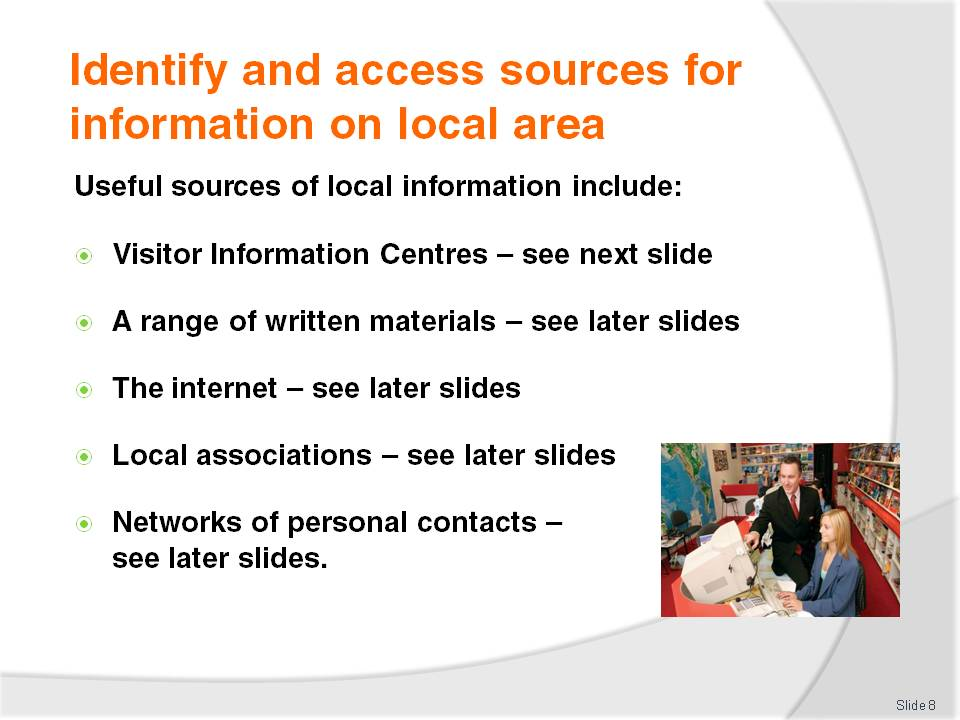 Identify and access sources for
information on local area
Useful sources of local information include:
Visitor Information Centres – see next slide
A range of written materials – see later slides
The internet – see later slides
Local associations – see later slides
Networks of personal contacts –
see later slides.
Slide 8